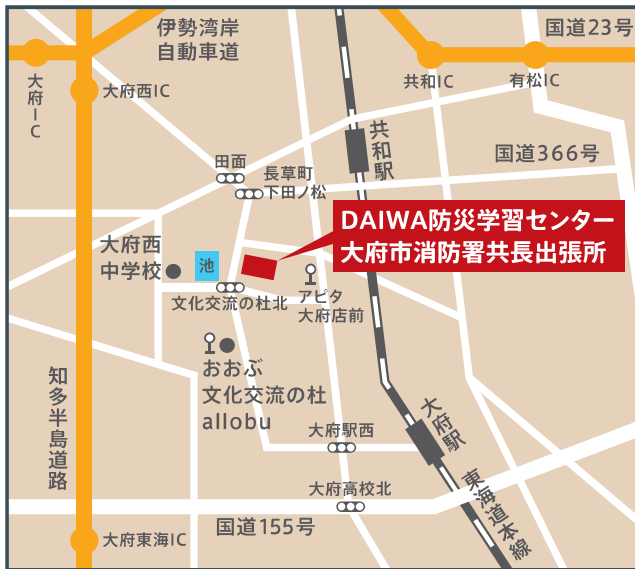 伊勢湾岸
自動車道
国道23号
大府IC
大府西IC
共和IC
有松IC
共和駅
国道366号
田面
長草町
下田ノ松
DAIWA防災学習センター
大府市消防署共長出張所
大府西
中学校
池
文化交流の杜北
アピタ
大府店前
おおぶ
文化交流の杜
allobu
知多半島道路
大府駅西
大府駅
大府高校北
東海道本線
国道155号
大府東海IC